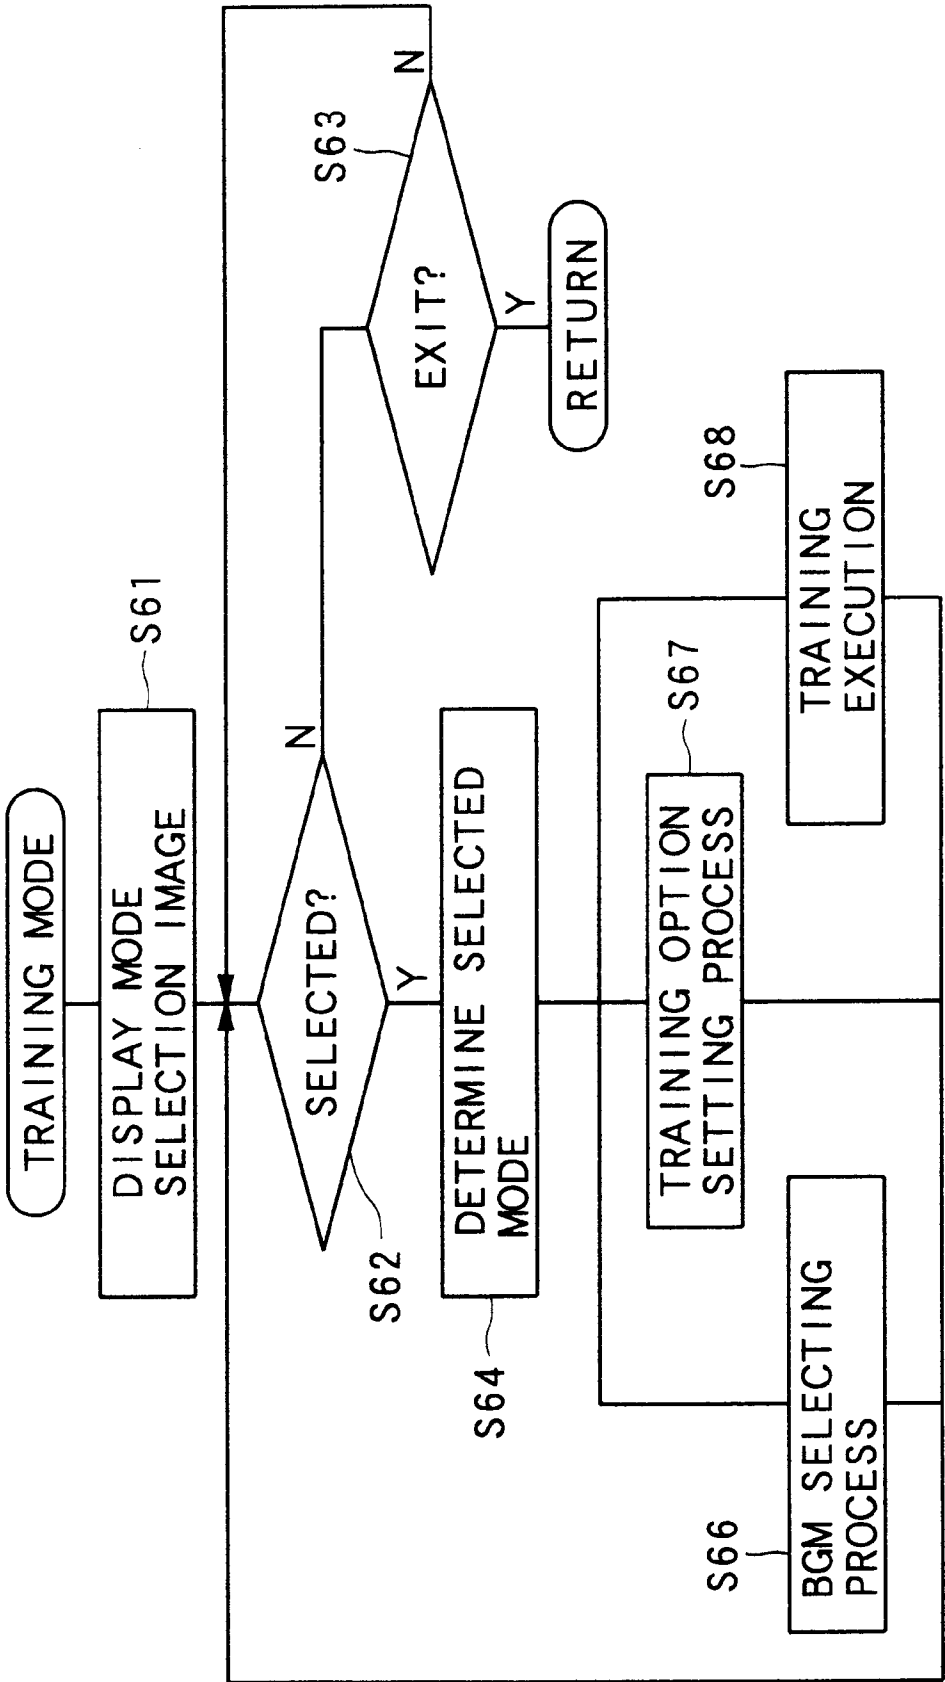 TRAINING MODE
DISPLAY MODE
SELECTION IMAGE
S61
SELECTED?
S62
N
Y
EXIT?
S63
N
Y
RETURN
DETERMINE SELECTED
MODE
S64
BGM SELECTING
PROCESS
S66
TRAINING OPTION
SETTING PROCESS
S67
TRAINING
EXECUTION
S68